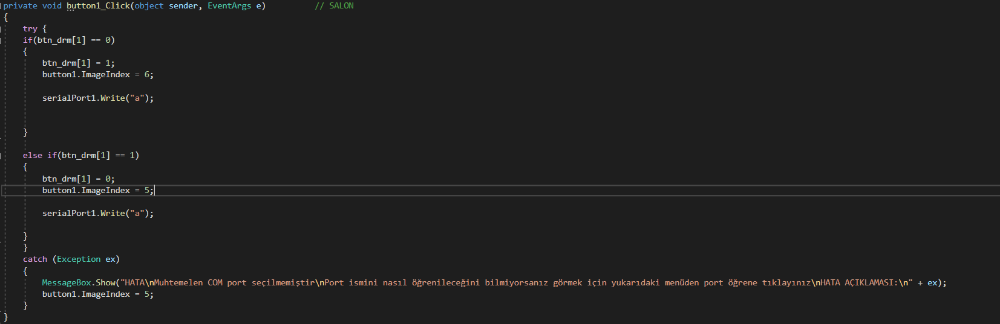 private void button1_Click(object sender, EventArgs e)          // SALON
{
    try {
    if(btn_drm[1] == 0)
    {
        btn_drm[1] = 1;
        button1.ImageIndex = 6;

        serialPort1.Write("a");


    }

    else if(btn_drm[1] == 1)
    {
        btn_drm[1] = 0;
        button1.ImageIndex = 5;

        serialPort1.Write("a");

    }
    }
    catch (Exception ex)
    {
        MessageBox.Show("HATA\nMuhtemelen COM port seçilmemiştir\nPort ismini nasıl öğrenileceğini bilmiyorsanız görmek için yukarıdaki menüden port öğrene tıklayınız\nHATA AÇIKLAMASI:\n" + ex);
        button1.ImageIndex = 5;
    }
}